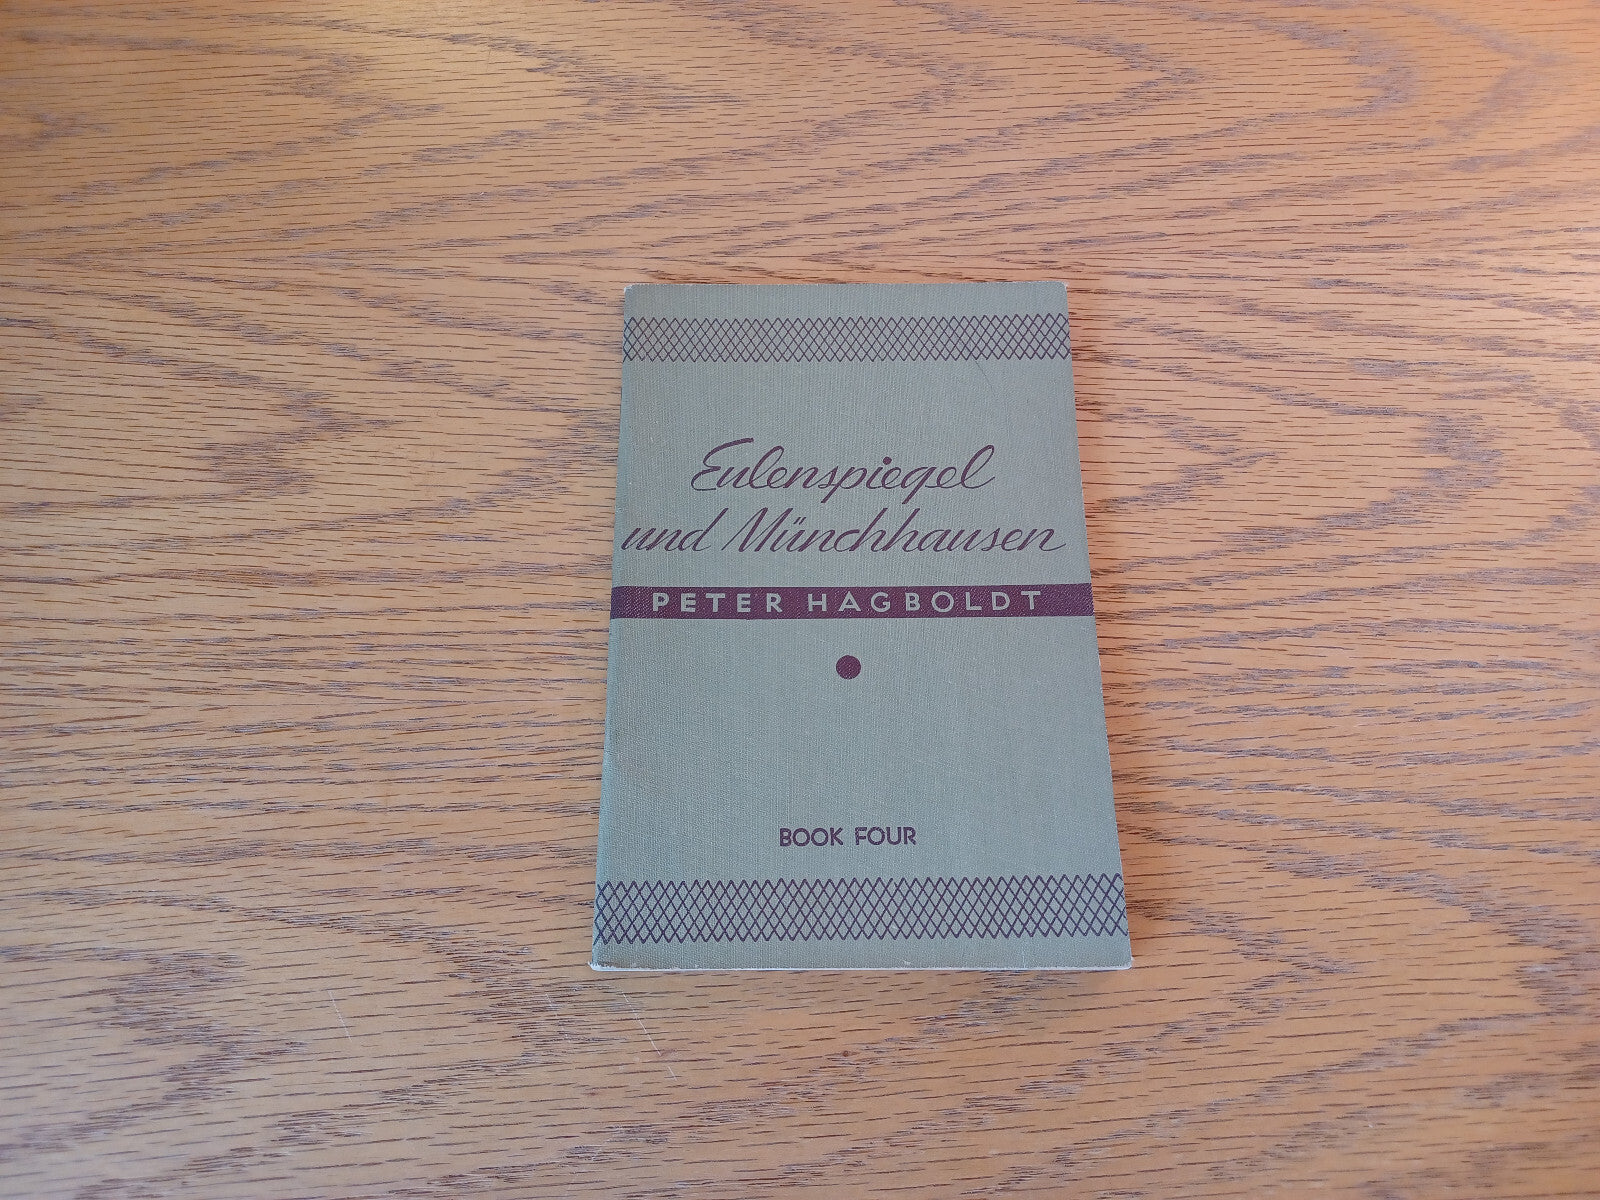 Eulenspiegel
und Münchhausen
PETER HAGBOLDT
BOOK FOUR